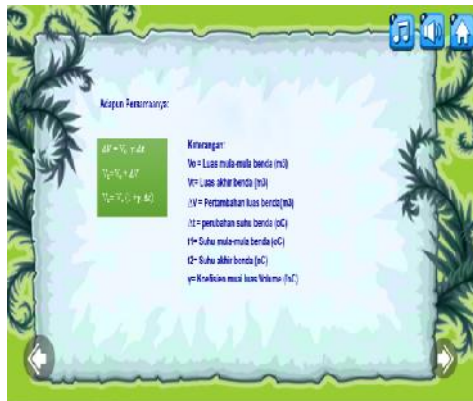 Adapun Persamaanya:
ΔV = V₀ γ Δt
Vₜ = V₀ + ΔV
Vₜ = V₀ (1 +γ. Δt)
Keterangan:
Vo = Luas mula-mula benda (m3)
Vt= Luas akhir benda (m3)
ΔV = Pertambahan luas benda(m3)
Δt = perubahan suhu benda (oC)
t1= Suhu mula-mula benda (oC)
t2= Suhu akhir benda (oC)
γ= Koefisien muai luas Volume (/oC)